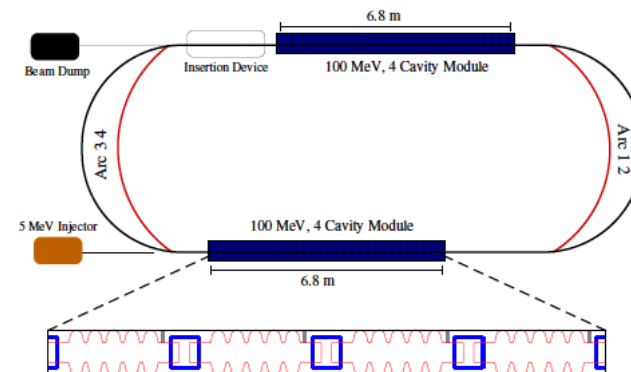 6.8 m
Beam Dump
Insertion Device
100 MeV, 4 Cavity Module
Arc 3 4
Arc 1 2
5 MeV Injector
100 MeV, 4 Cavity Module
6.8 m